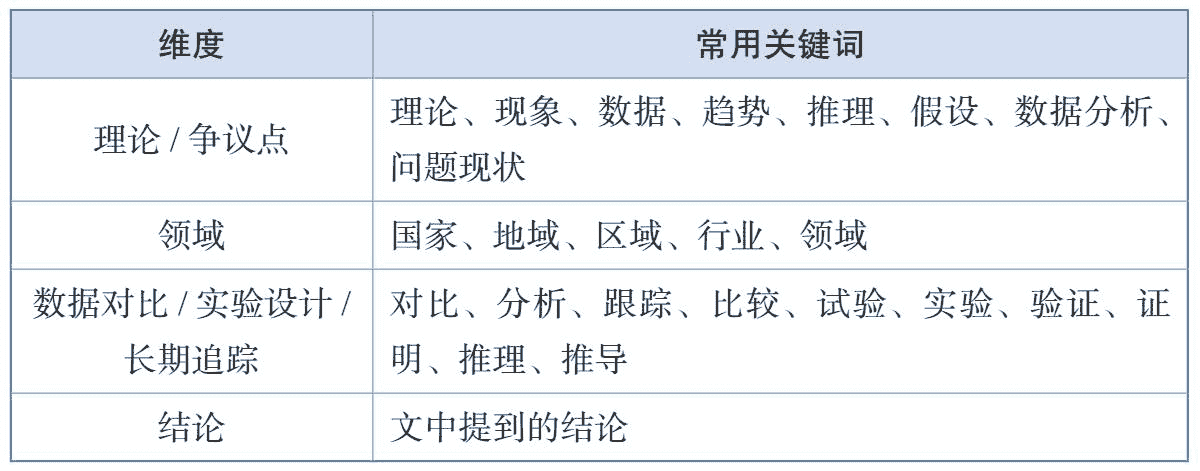 维度
常用关键词
理论 / 争议点
理论、现象、数据、趋势、推理、假设、数据分析、
问题现状
领域
国家、地域、区域、行业、领域
数据对比 / 实验设计 /
长期追踪
对比、分析、跟踪、比较、试验、实验、验证、证
明、推理、推导
结论
文中提到的结论